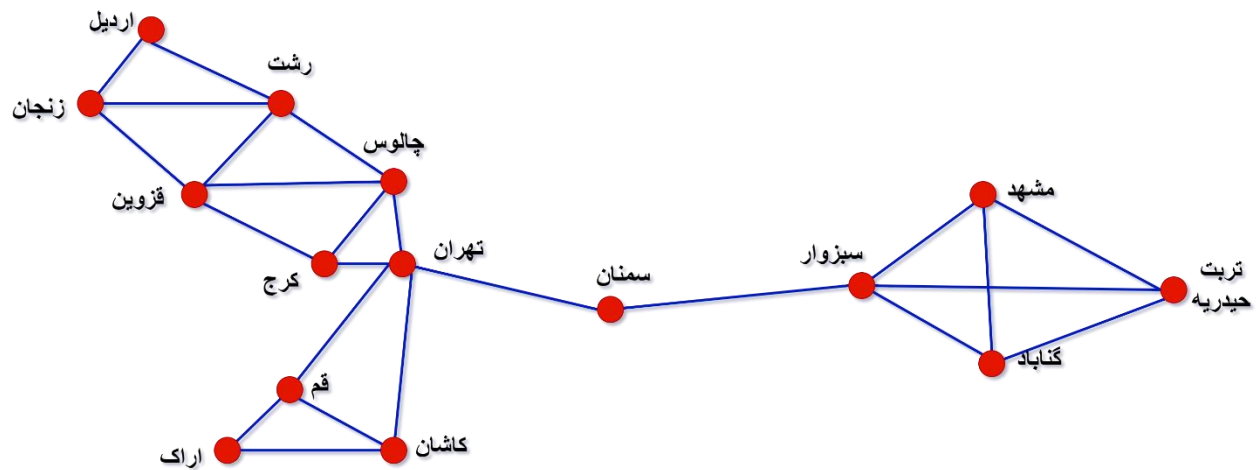 اردیل
رشت
زنجان
چالوس
قزوین
مشهد
تهران
سبزوار
کرج
سمنان
تربت
حیدریه
گناباد
قم
کاشان
اراک